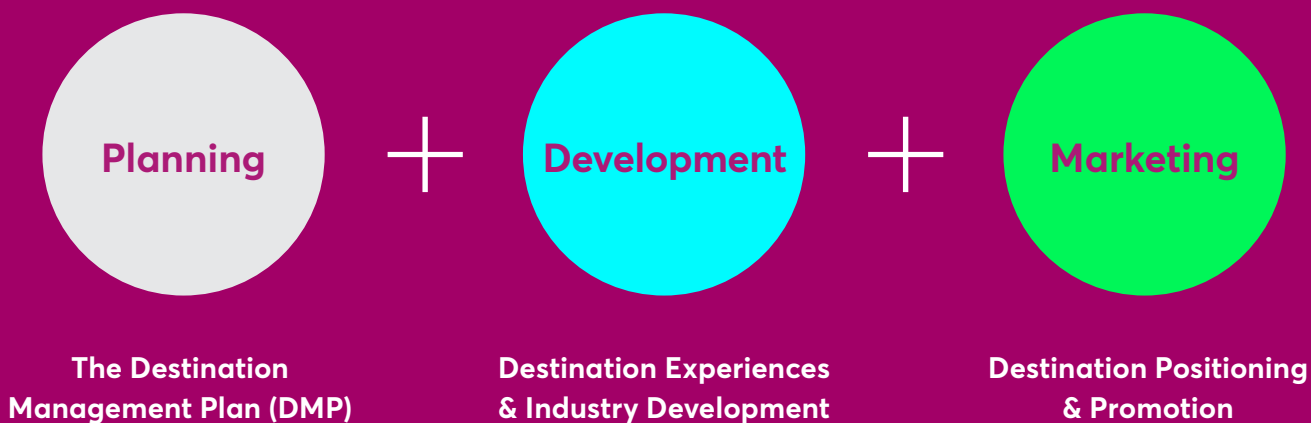 Planning
Development
Marketing
The Destination
Management Plan (DMP)
Destination Experiences
& Industry Development
Destination Positioning
& Promotion